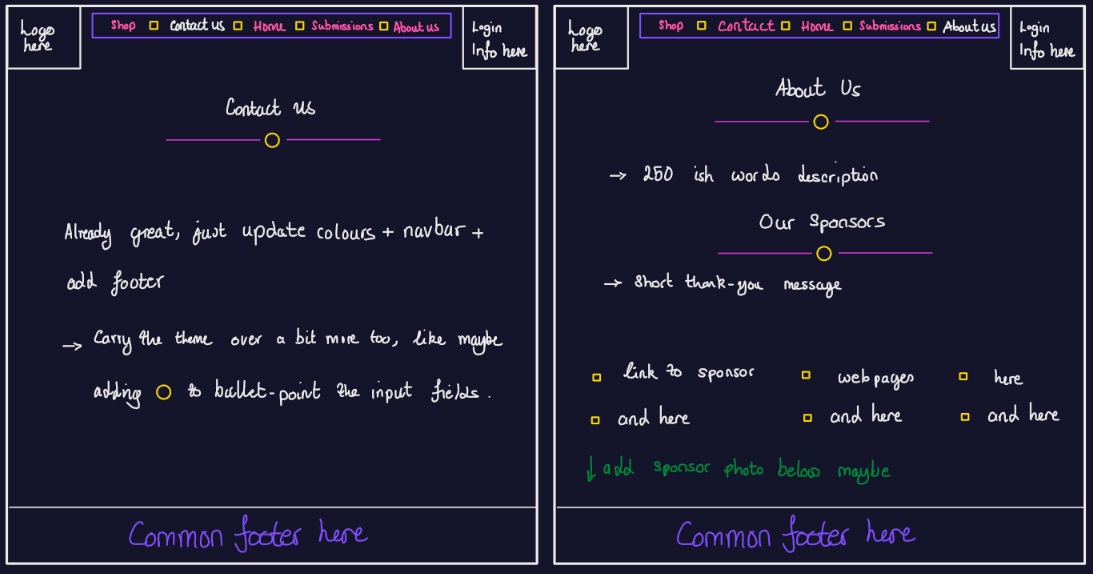 Logo
here
Shop Contact us Home Submissions About us
Login
Info here
Contact Us
Already great, just update colours + navbar +
add footer
→ Carry the theme over a bit more too, like maybe
adding ○ to bullet-point the input fields.
Common footer here
Logo
here
Shop Contact Home Submissions About us
Login
Info here
About Us
→ 250 ish words description
Our Sponsors
→ Short thank-you message
link to sponsor webpages here
and here and here and here
↓ add sponsor photo below maybe
Common footer here